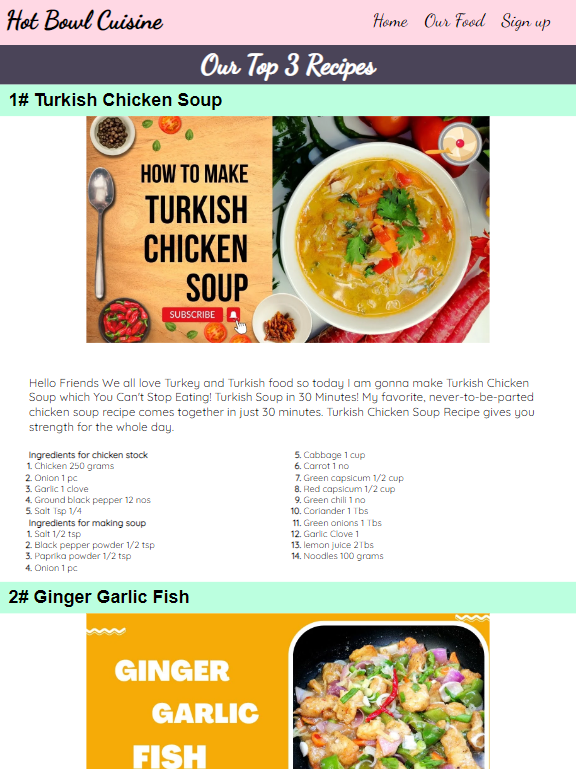 Hot Bowl Cuisine
Home Our Food Sign up
Our Top 3 Recipes
1# Turkish Chicken Soup
HOW TO MAKE
TURKISH
CHICKEN
SOUP
SUBSCRIBE
Hello Friends We all love Turkey and Turkish food so today I am gonna make Turkish Chicken
Soup which You Can't Stop Eating! Turkish Soup in 30 Minutes! My favorite, never-to-be-parted
chicken soup recipe comes together in just 30 minutes. Turkish Chicken Soup Recipe gives you
strength for the whole day.
Ingredients for chicken stock
1. Chicken 250 grams
2. Onion 1 pc
3. Garlic 1 clove
4. Ground black pepper 12 nos
5. Salt Tsp 1/4
Ingredients for making soup
1. Salt 1/2 tsp
2. Black pepper powder 1/2 tsp
3. Paprika powder 1/2 tsp
4. Onion 1 pc
5. Cabbage 1 cup
6. Carrot 1 no
7. Green capsicum 1/2 cup
8. Red capsicum 1/2 cup
9. Green chili 1 no
10. Coriander 1 Tbs
11. Green onions 1 Tbs
12. Garlic Clove 1
13. lemon juice 2Tbs
14. Noodles 100 grams
2# Ginger Garlic Fish
GINGER
GARLIC
FISH